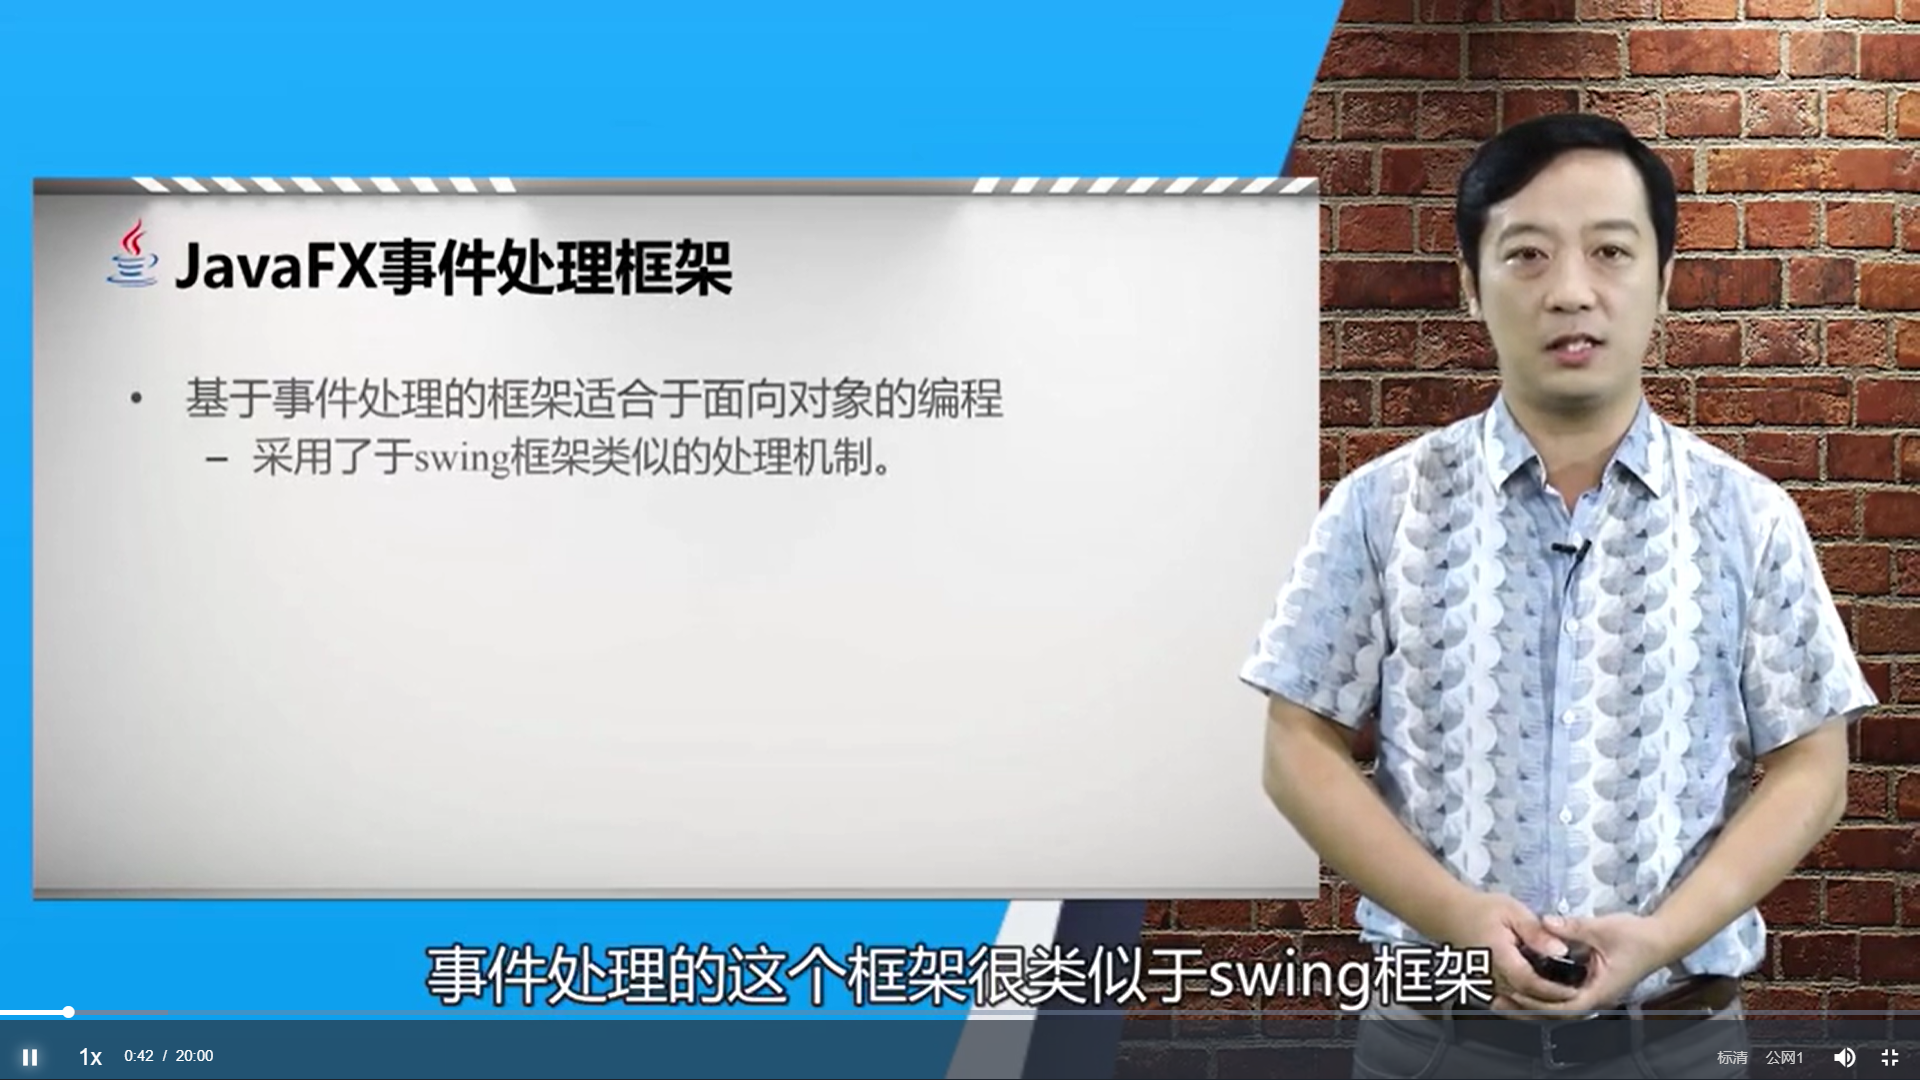 JavaFX事件处理框架
• 基于事件处理的框架适合于面向对象的编程
– 采用了于swing框架类似的处理机制。
事件处理的这个框架很类似于swing框架
1x 0:42 / 20:00 标清 公网1